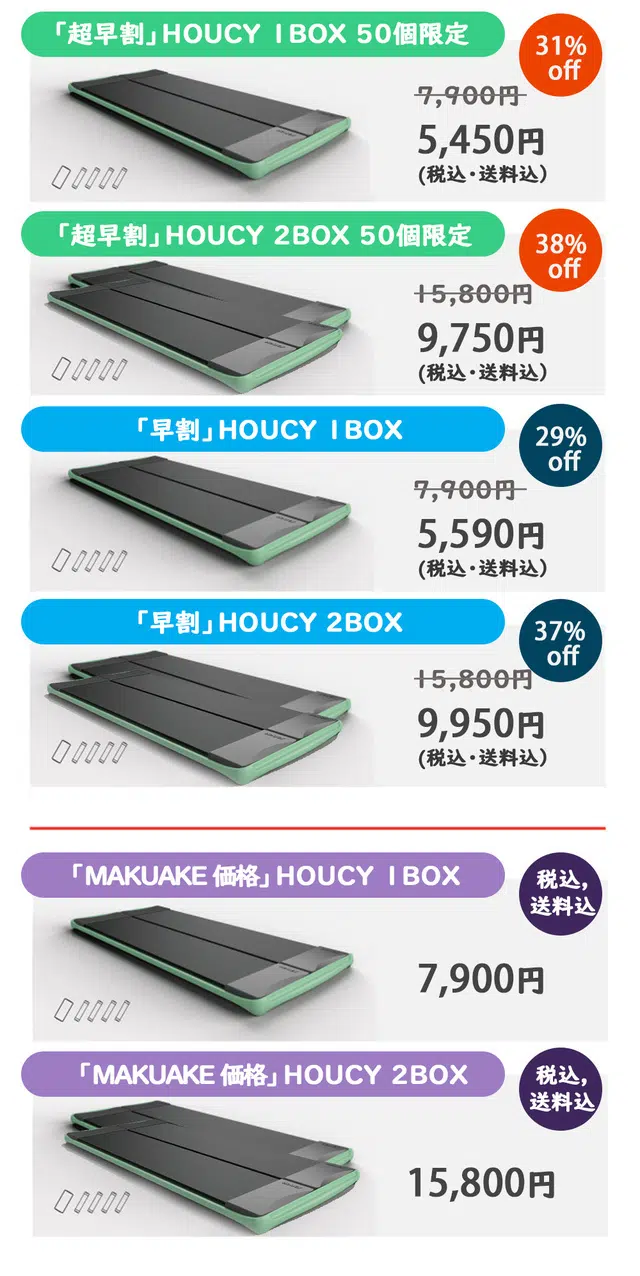 「超早割」HOUCY 1BOX 50個限定
31%
off
7,900円
5,450円
(税込・送料込)
「超早割」HOUCY 2BOX 50個限定
38%
off
15,800円
9,750円
(税込・送料込)
「早割」HOUCY 1BOX
29%
off
7,900円
5,590円
(税込・送料込)
「早割」HOUCY 2BOX
37%
off
15,800円
9,950円
(税込・送料込)
「MAKUAKE 価格」HOUCY 1BOX
税込,
送料込
7,900円
「MAKUAKE 価格」HOUCY 2BOX
税込,
送料込
15,800円